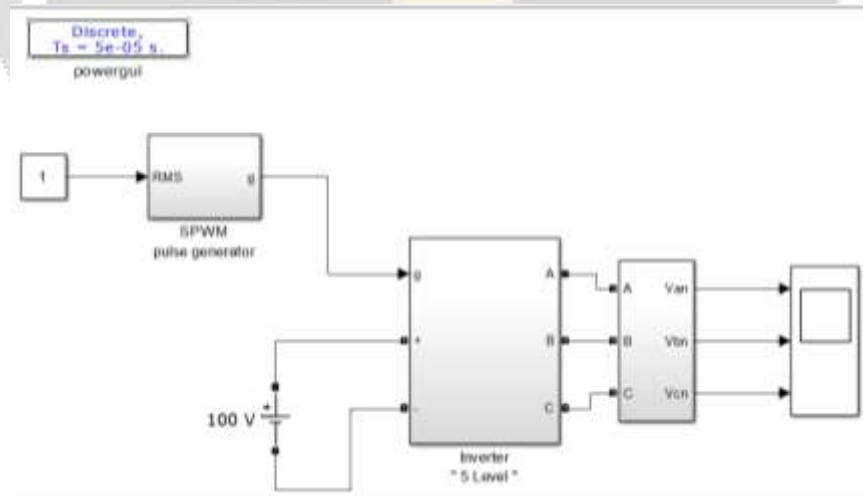 Discrete,
Ts = 5e-05 s.
powergui
1
RMS
g
SPWM
pulse generator
g
+
-
A
B
C
A
B
C
Van
Vbn
Vcn
+
100 V
Inverter
" 5 Level "